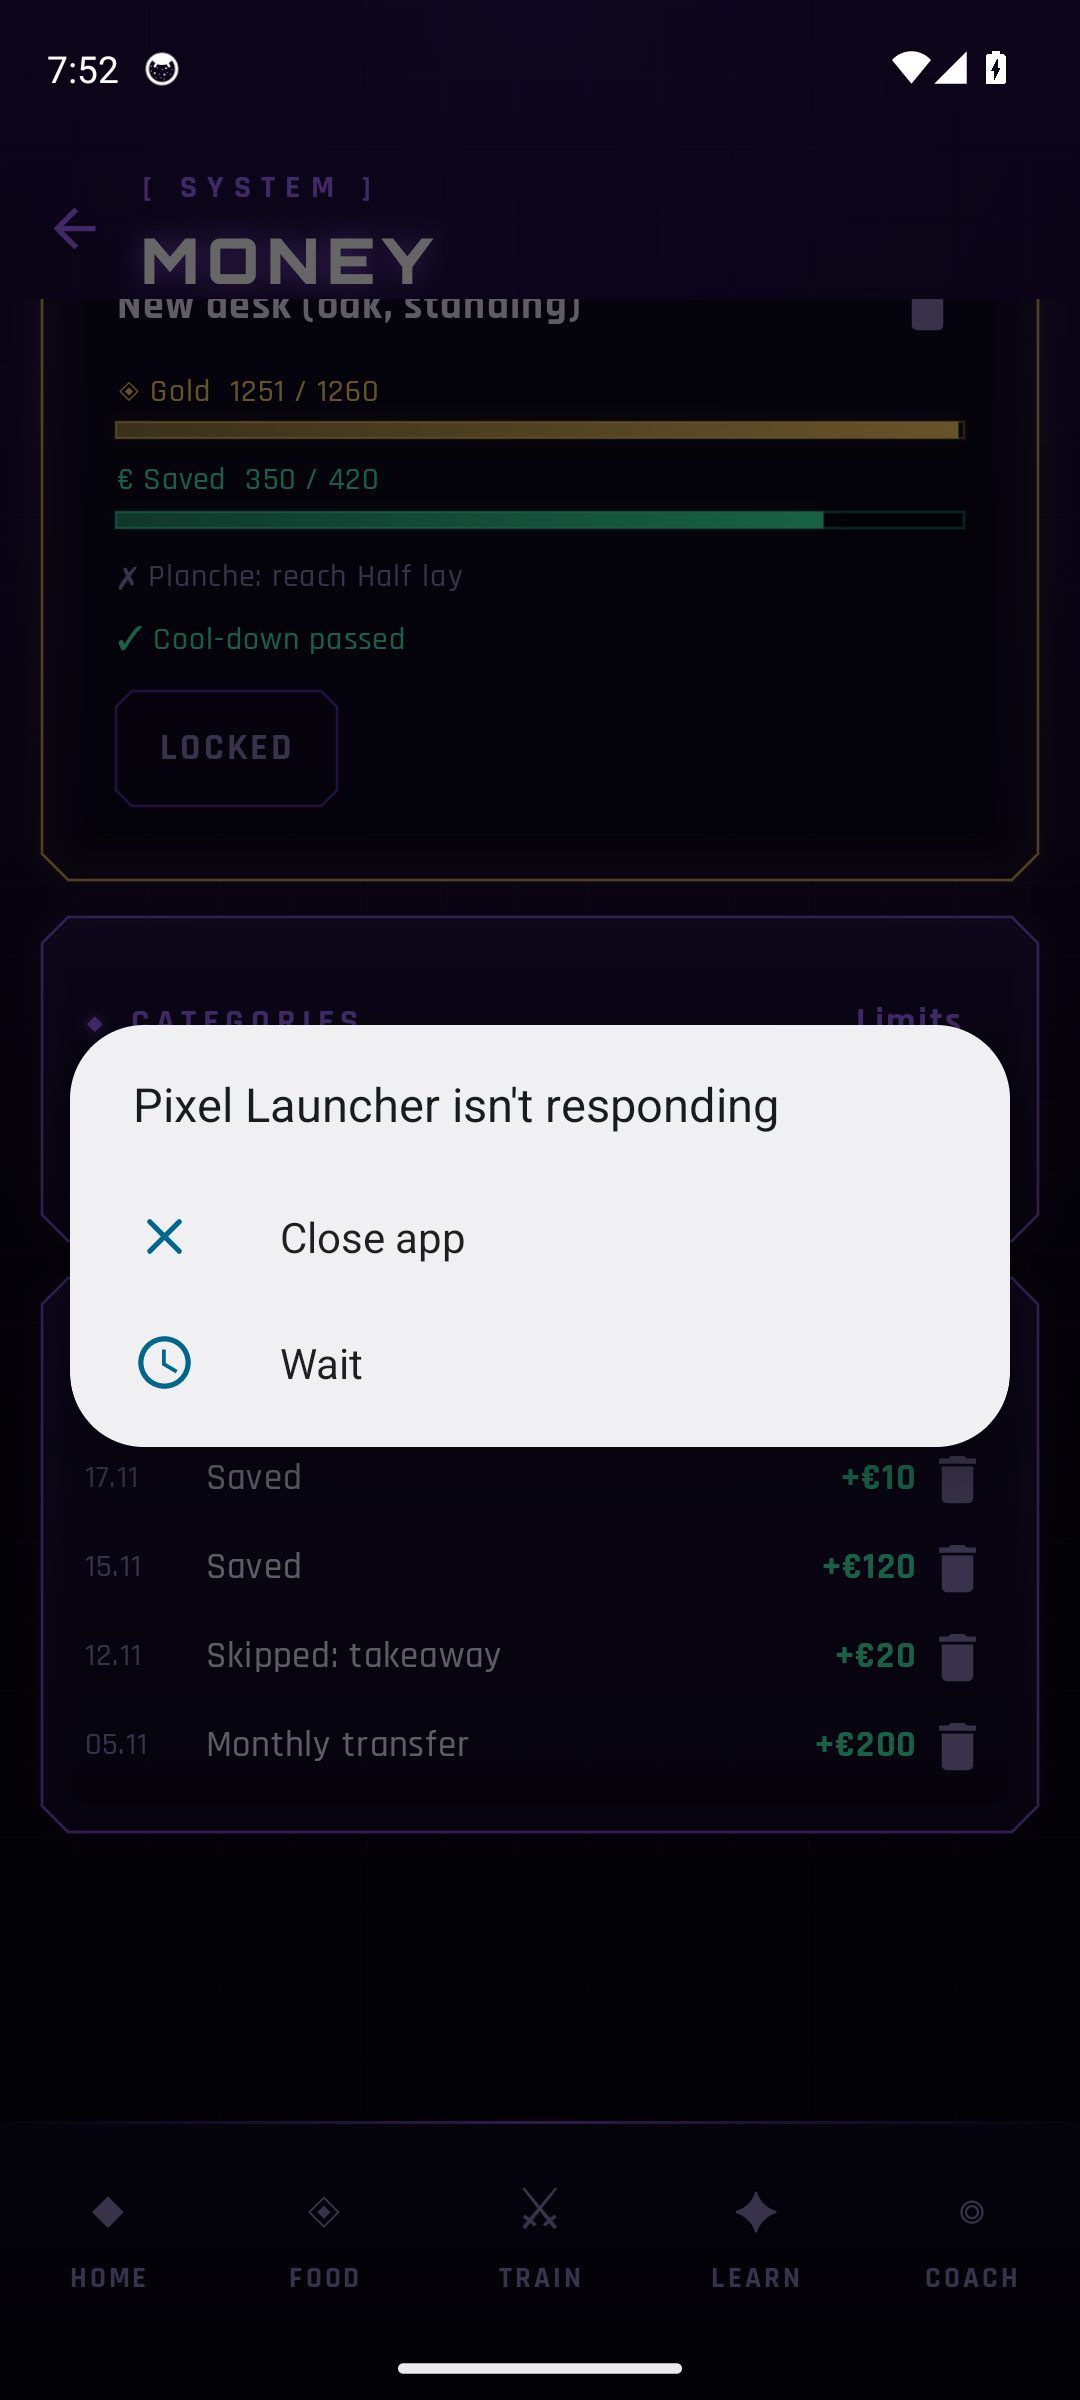 7:52
[ SYSTEM ]
MONEY
New desk (oak, standing)
Gold 1251 / 1260
€ Saved 350 / 420
✗ Planche: reach Half lay
✓ Cool-down passed
LOCKED
CATEGORIES
Limits
Pixel Launcher isn't responding
Close app
Wait
17.11 Saved +€10
15.11 Saved +€120
12.11 Skipped: takeaway +€20
05.11 Monthly transfer +€200
HOME FOOD TRAIN LEARN COACH